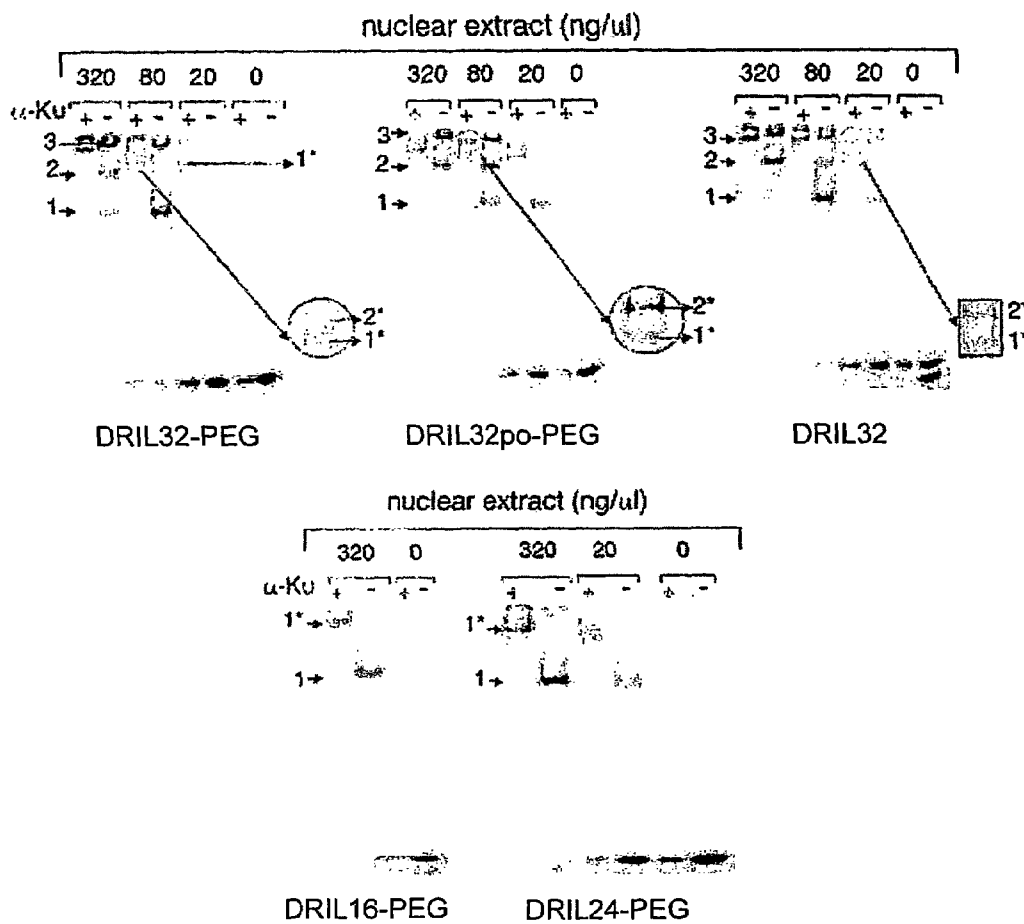 nuclear extract (ng/ul)
320 80 20 0 320 80 20 0 320 80 20 0
α-Ku + - + - + - + - + - + - + - + - + - + - + - + -
3 1* 3 3
2 2 2
1 1 1
2* 2* 2*
1* 1* 1*
DRIL32-PEG DRIL32po-PEG DRIL32
nuclear extract (ng/ul)
320 0 320 20 0
α-Ku + - + - + - + - + -
1* 1*
1 1
DRIL16-PEG DRIL24-PEG